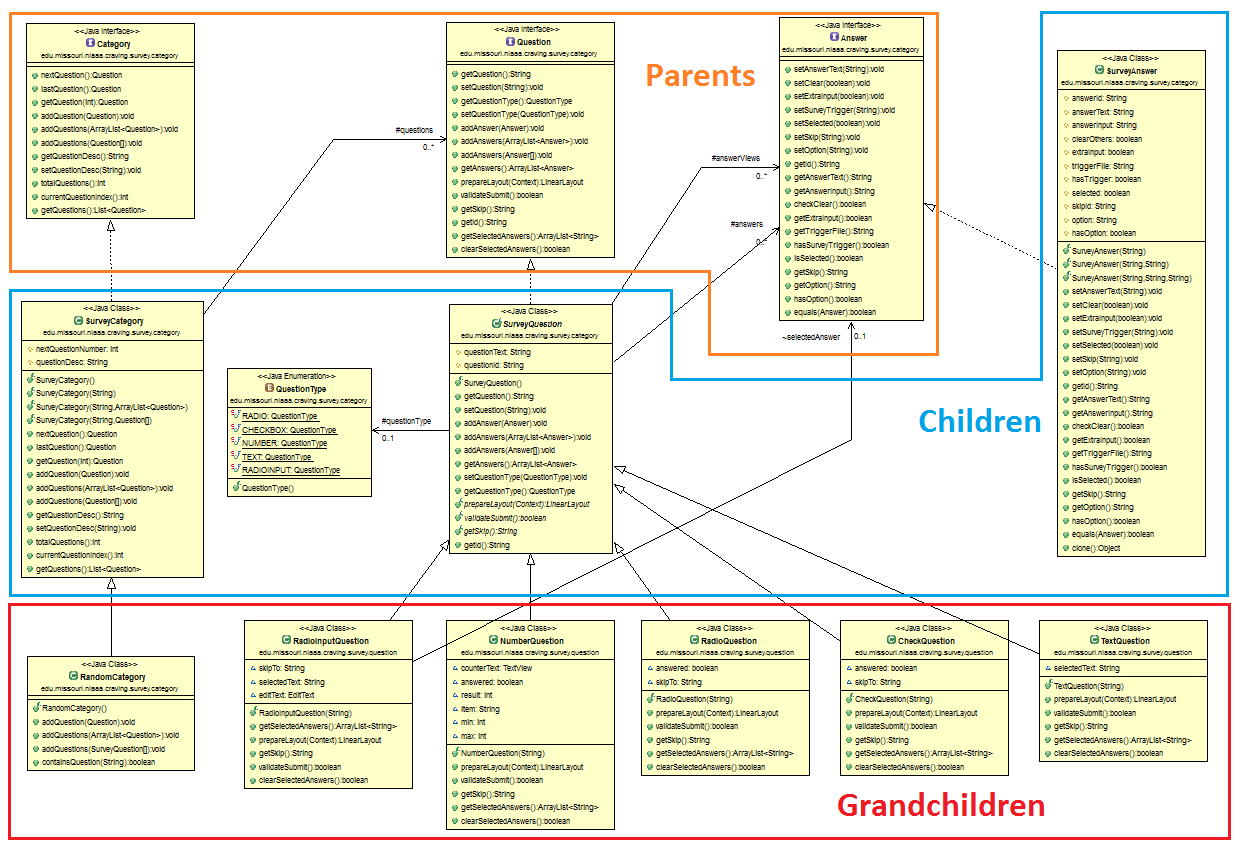 <<Java Interface>>
Category
edu.missouri.niaaa.craving.survey.category
nextQuestion():Question
lastQuestion():Question
getQuestion(int):Question
addQuestion(Question):void
addQuestions(ArrayList<Question>):void
addQuestions(Question[]):void
getQuestionDesc():String
setQuestionDesc(String):void
totalQuestions():int
currentQuestionIndex():int
getQuestions():List<Question>
<<Java Interface>>
Question
edu.missouri.niaaa.craving.survey.category
getQuestion():String
setQuestion(String):void
getQuestionType():QuestionType
setQuestionType(QuestionType):void
addAnswer(Answer):void
addAnswers(ArrayList<Answer>):void
addAnswers(Answer[]):void
getAnswers():ArrayList<Answer>
prepareLayout(Context):LinearLayout
validateSubmit():boolean
getSkip():String
getId():String
getSelectedAnswers():ArrayList<String>
clearSelectedAnswers():boolean
Parents
<<Java Interface>>
Answer
edu.missouri.niaaa.craving.survey.category
setAnswerText(String):void
setClear(boolean):void
setExtraInput(boolean):void
setSurveyTrigger(String):void
setSelected(boolean):void
setSkip(String):void
setOption(String):void
getId():String
getAnswerText():String
getAnswerInput():String
checkClear():boolean
getExtraInput():boolean
getTriggerFile():String
hasSurveyTrigger():boolean
isSelected():boolean
getSkip():String
getOption():String
hasOption():boolean
equals(Answer):boolean
<<Java Class>>
SurveyAnswer
edu.missouri.niaaa.craving.survey.category
answerId: String
answerText: String
answerInput: String
clearOthers: boolean
extraInput: boolean
triggerFile: String
hasTrigger: boolean
selected: boolean
skipId: String
option: String
hasOption: boolean
SurveyAnswer(String)
SurveyAnswer(String,String)
SurveyAnswer(String,String,String)
setAnswerText(String):void
setClear(boolean):void
setExtraInput(boolean):void
setSurveyTrigger(String):void
setSelected(boolean):void
setSkip(String):void
setOption(String):void
getId():String
getAnswerText():String
getAnswerInput():String
checkClear():boolean
getExtraInput():boolean
getTriggerFile():String
hasSurveyTrigger():boolean
isSelected():boolean
getSkip():String
getOption():String
hasOption():boolean
equals(Answer):boolean
clone():Object
#questions
0..*
#answerViews
0..*
#answers
0..*
~selectedAnswer
0..1
#questionType
0..1
Children
<<Java Class>>
SurveyCategory
edu.missouri.niaaa.craving.survey.category
nextQuestionNumber: int
questionDesc: String
SurveyCategory()
SurveyCategory(String)
SurveyCategory(String,ArrayList<Question>)
SurveyCategory(String,Question[])
nextQuestion():Question
lastQuestion():Question
getQuestion(int):Question
addQuestion(Question):void
addQuestions(ArrayList<Question>):void
addQuestions(Question[]):void
getQuestionDesc():String
setQuestionDesc(String):void
totalQuestions():int
currentQuestionIndex():int
getQuestions():List<Question>
<<Java Enumeration>>
QuestionType
edu.missouri.niaaa.craving.survey.category
RADIO: QuestionType
CHECKBOX: QuestionType
NUMBER: QuestionType
TEXT: QuestionType
RADIOINPUT: QuestionType
QuestionType()
<<Java Class>>
SurveyQuestion
edu.missouri.niaaa.craving.survey.category
questionText: String
questionId: String
SurveyQuestion()
getQuestion():String
setQuestion(String):void
addAnswer(Answer):void
addAnswers(ArrayList<Answer>):void
addAnswers(Answer[]):void
getAnswers():ArrayList<Answer>
setQuestionType(QuestionType):void
getQuestionType():QuestionType
prepareLayout(Context):LinearLayout
validateSubmit():boolean
getSkip():String
getId():String
<<Java Class>>
RandomCategory
edu.missouri.niaaa.craving.survey.category
RandomCategory()
addQuestion(Question):void
addQuestions(ArrayList<Question>):void
addQuestions(SurveyQuestion[]):void
containsQuestion(String):boolean
<<Java Class>>
RadioInputQuestion
edu.missouri.niaaa.craving.survey.question
skipTo: String
selectedText: String
editText: EditText
RadioInputQuestion(String)
getSelectedAnswers():ArrayList<String>
prepareLayout(Context):LinearLayout
getSkip():String
validateSubmit():boolean
clearSelectedAnswers():boolean
<<Java Class>>
NumberQuestion
edu.missouri.niaaa.craving.survey.question
counterText: TextView
answered: boolean
result: int
item: String
min: int
max: int
NumberQuestion(String)
prepareLayout(Context):LinearLayout
validateSubmit():boolean
getSkip():String
getSelectedAnswers():ArrayList<String>
clearSelectedAnswers():boolean
<<Java Class>>
RadioQuestion
edu.missouri.niaaa.craving.survey.question
answered: boolean
skipTo: String
RadioQuestion(String)
prepareLayout(Context):LinearLayout
validateSubmit():boolean
getSkip():String
getSelectedAnswers():ArrayList<String>
clearSelectedAnswers():boolean
<<Java Class>>
CheckQuestion
edu.missouri.niaaa.craving.survey.question
answered: boolean
skipTo: String
CheckQuestion(String)
prepareLayout(Context):LinearLayout
validateSubmit():boolean
getSkip():String
getSelectedAnswers():ArrayList<String>
clearSelectedAnswers():boolean
<<Java Class>>
TextQuestion
edu.missouri.niaaa.craving.survey.question
selectedText: String
TextQuestion(String)
prepareLayout(Context):LinearLayout
validateSubmit():boolean
getSkip():String
getSelectedAnswers():ArrayList<String>
clearSelectedAnswers():boolean
Grandchildren